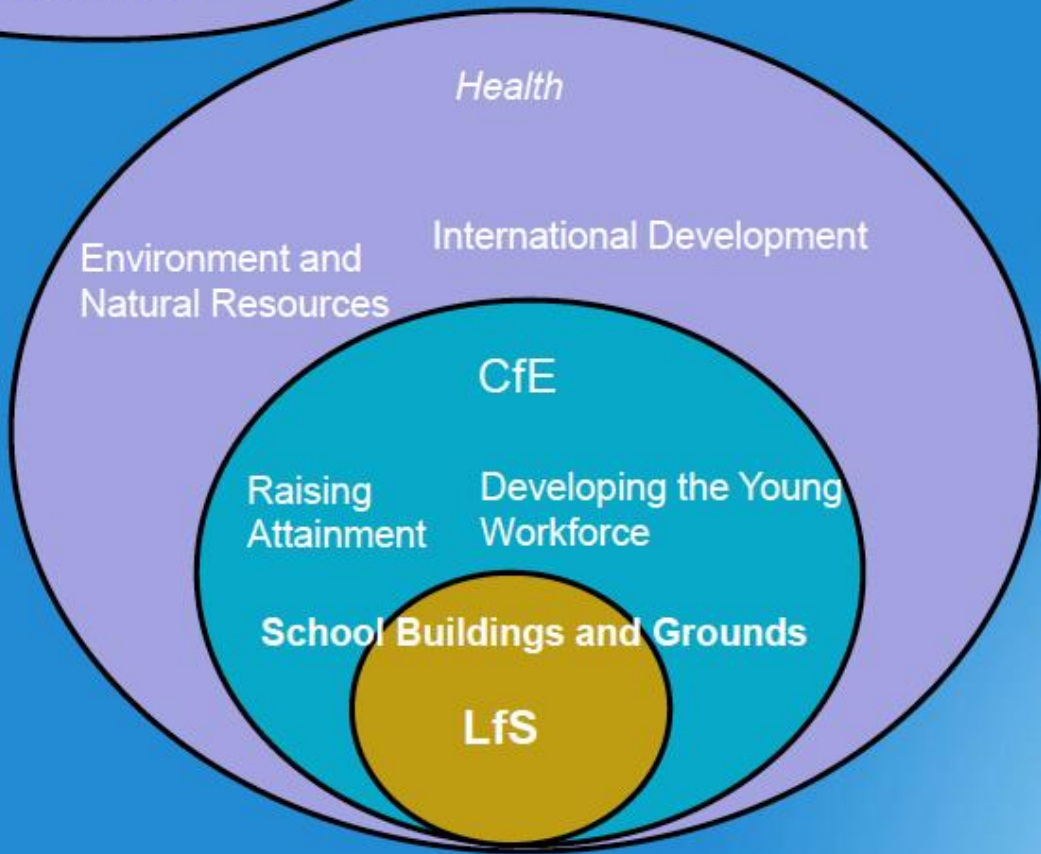 Health
International Development
Environment and
Natural Resources
CfE
Raising
Attainment
Developing the Young
Workforce
School Buildings and Grounds
LfS